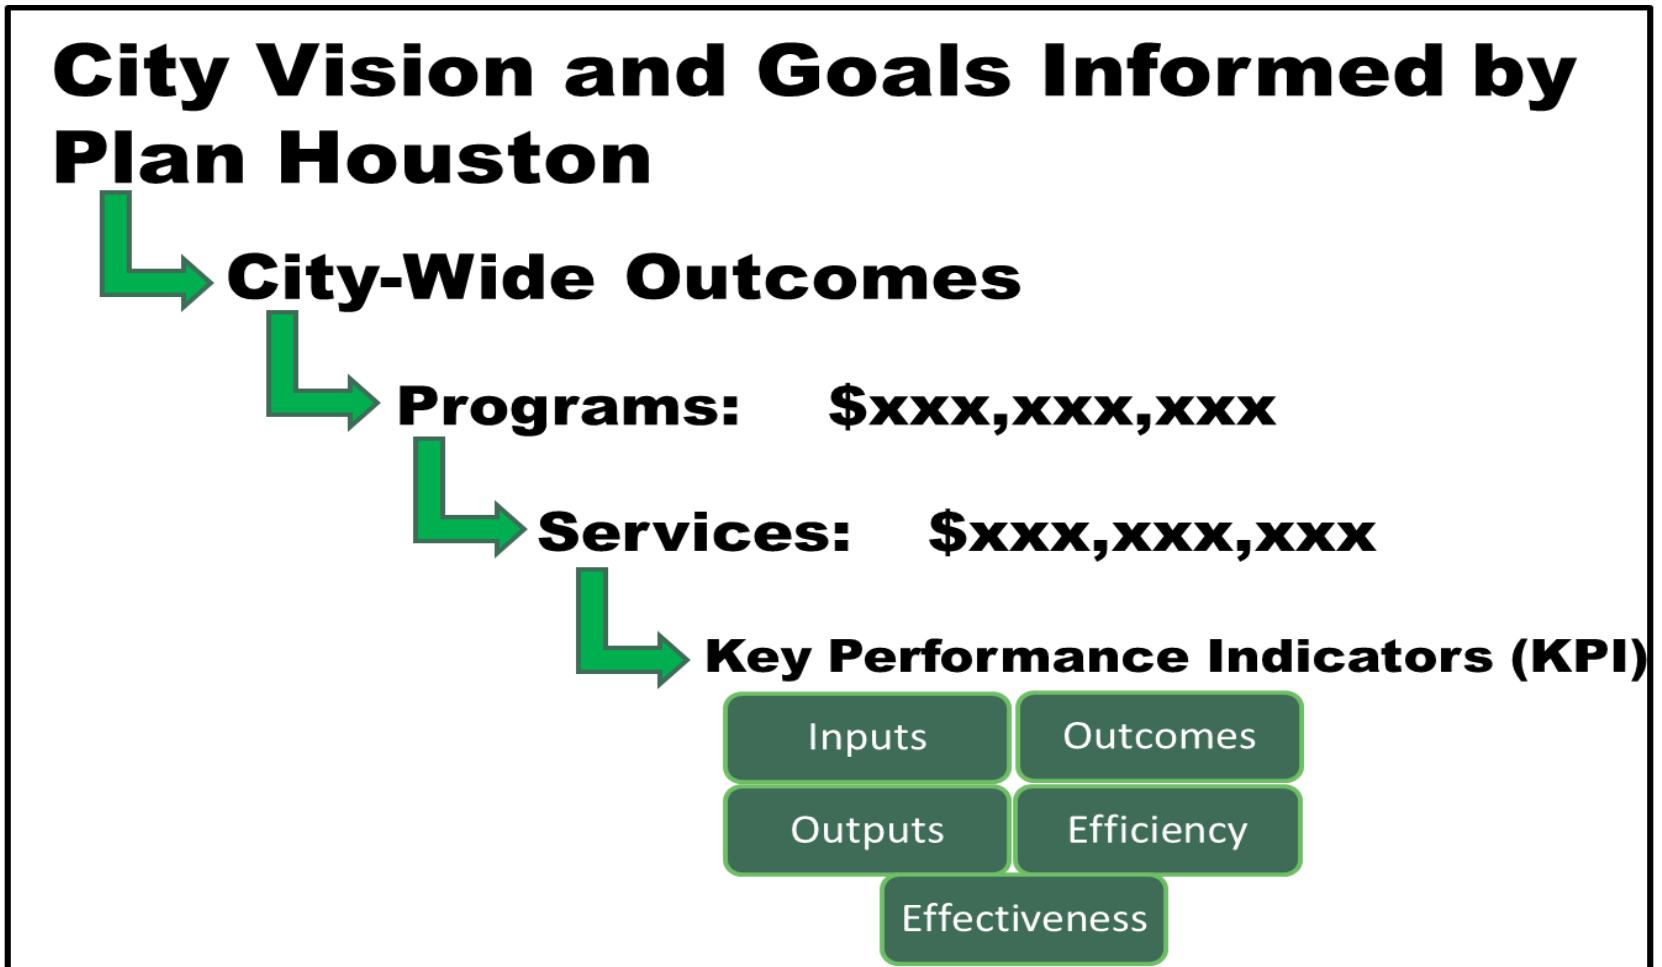 City Vision and Goals Informed by
Plan Houston
City-Wide Outcomes
Programs: $xxx,xxx,xxx
Services: $xxx,xxx,xxx
Key Performance Indicators (KPI)
Inputs Outcomes
Outputs Efficiency
Effectiveness